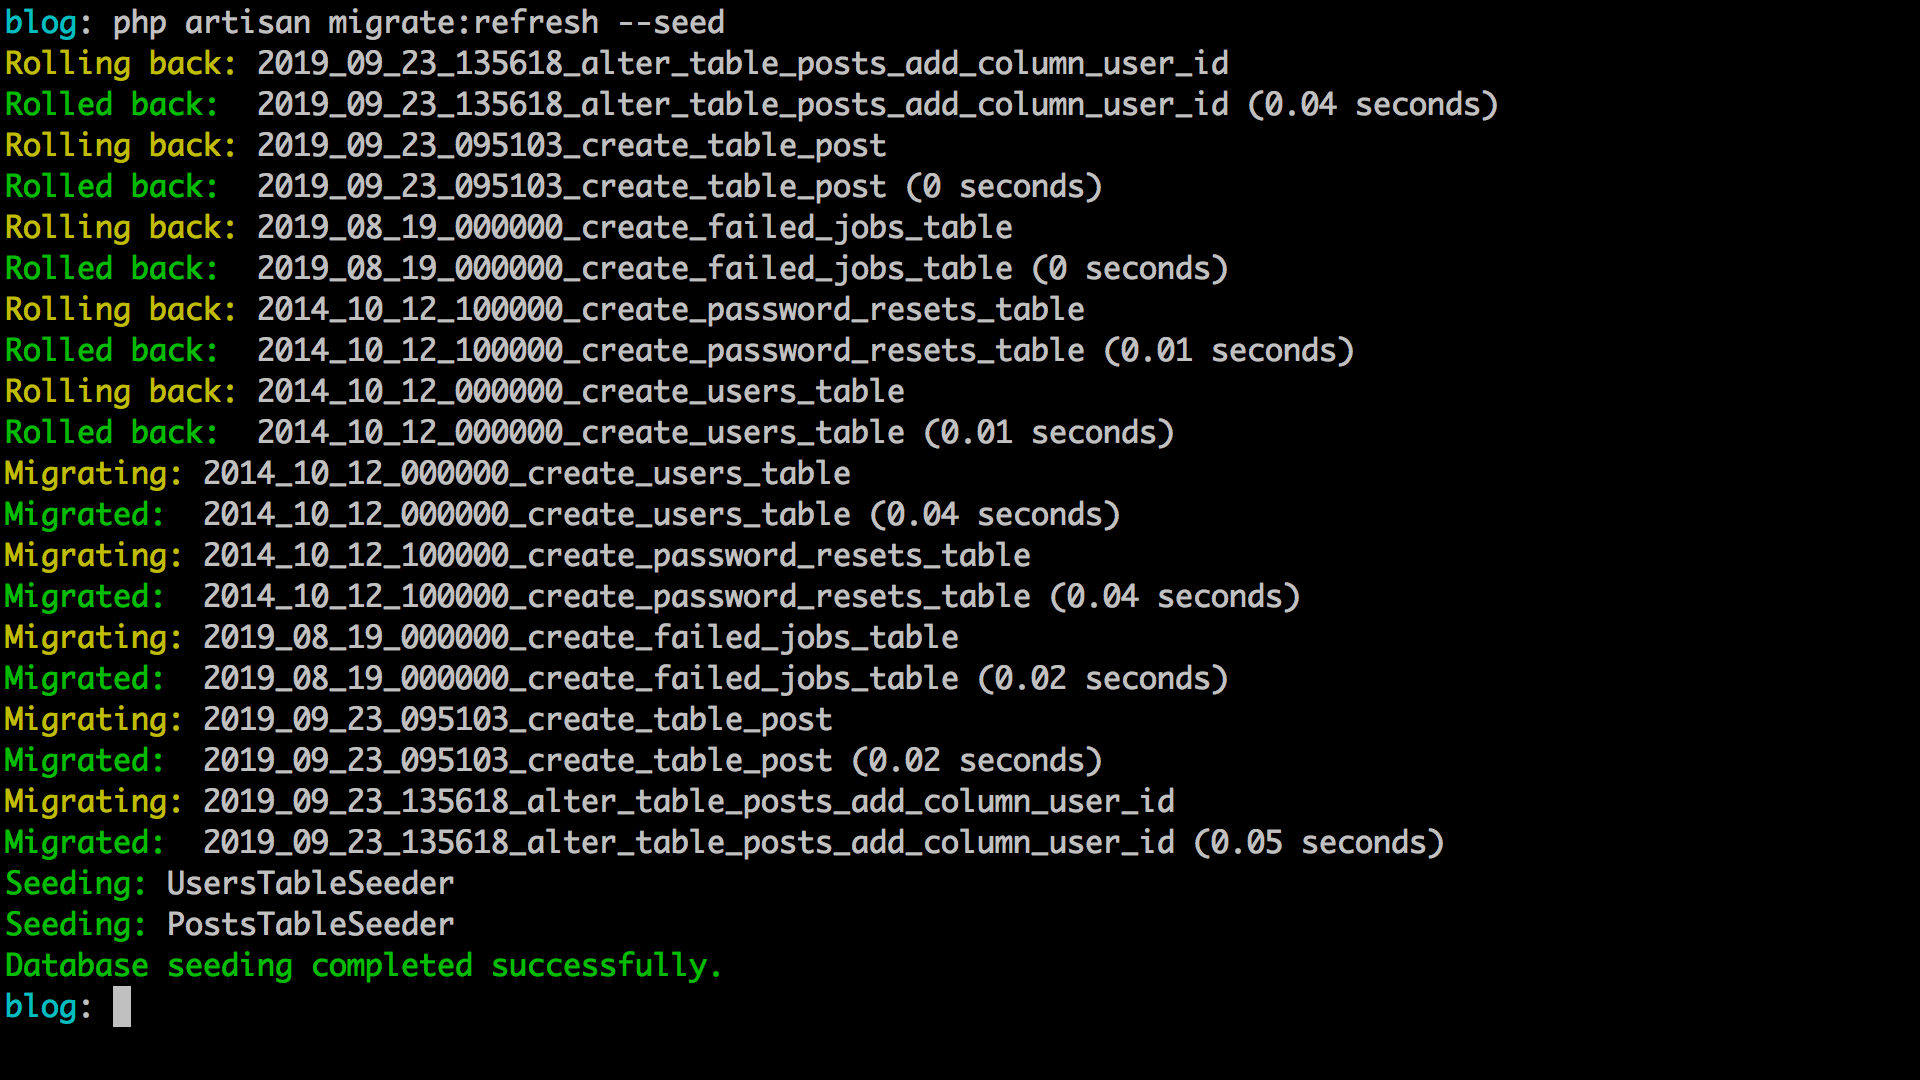 blog: php artisan migrate:refresh --seed
Rolling back: 2019_09_23_135618_alter_table_posts_add_column_user_id
Rolled back:  2019_09_23_135618_alter_table_posts_add_column_user_id (0.04 seconds)
Rolling back: 2019_09_23_095103_create_table_post
Rolled back:  2019_09_23_095103_create_table_post (0 seconds)
Rolling back: 2019_08_19_000000_create_failed_jobs_table
Rolled back:  2019_08_19_000000_create_failed_jobs_table (0 seconds)
Rolling back: 2014_10_12_100000_create_password_resets_table
Rolled back:  2014_10_12_100000_create_password_resets_table (0.01 seconds)
Rolling back: 2014_10_12_000000_create_users_table
Rolled back:  2014_10_12_000000_create_users_table (0.01 seconds)
Migrating: 2014_10_12_000000_create_users_table
Migrated:  2014_10_12_000000_create_users_table (0.04 seconds)
Migrating: 2014_10_12_100000_create_password_resets_table
Migrated:  2014_10_12_100000_create_password_resets_table (0.04 seconds)
Migrating: 2019_08_19_000000_create_failed_jobs_table
Migrated:  2019_08_19_000000_create_failed_jobs_table (0.02 seconds)
Migrating: 2019_09_23_095103_create_table_post
Migrated:  2019_09_23_095103_create_table_post (0.02 seconds)
Migrating: 2019_09_23_135618_alter_table_posts_add_column_user_id
Migrated:  2019_09_23_135618_alter_table_posts_add_column_user_id (0.05 seconds)
Seeding: UsersTableSeeder
Seeding: PostsTableSeeder
Database seeding completed successfully.
blog: